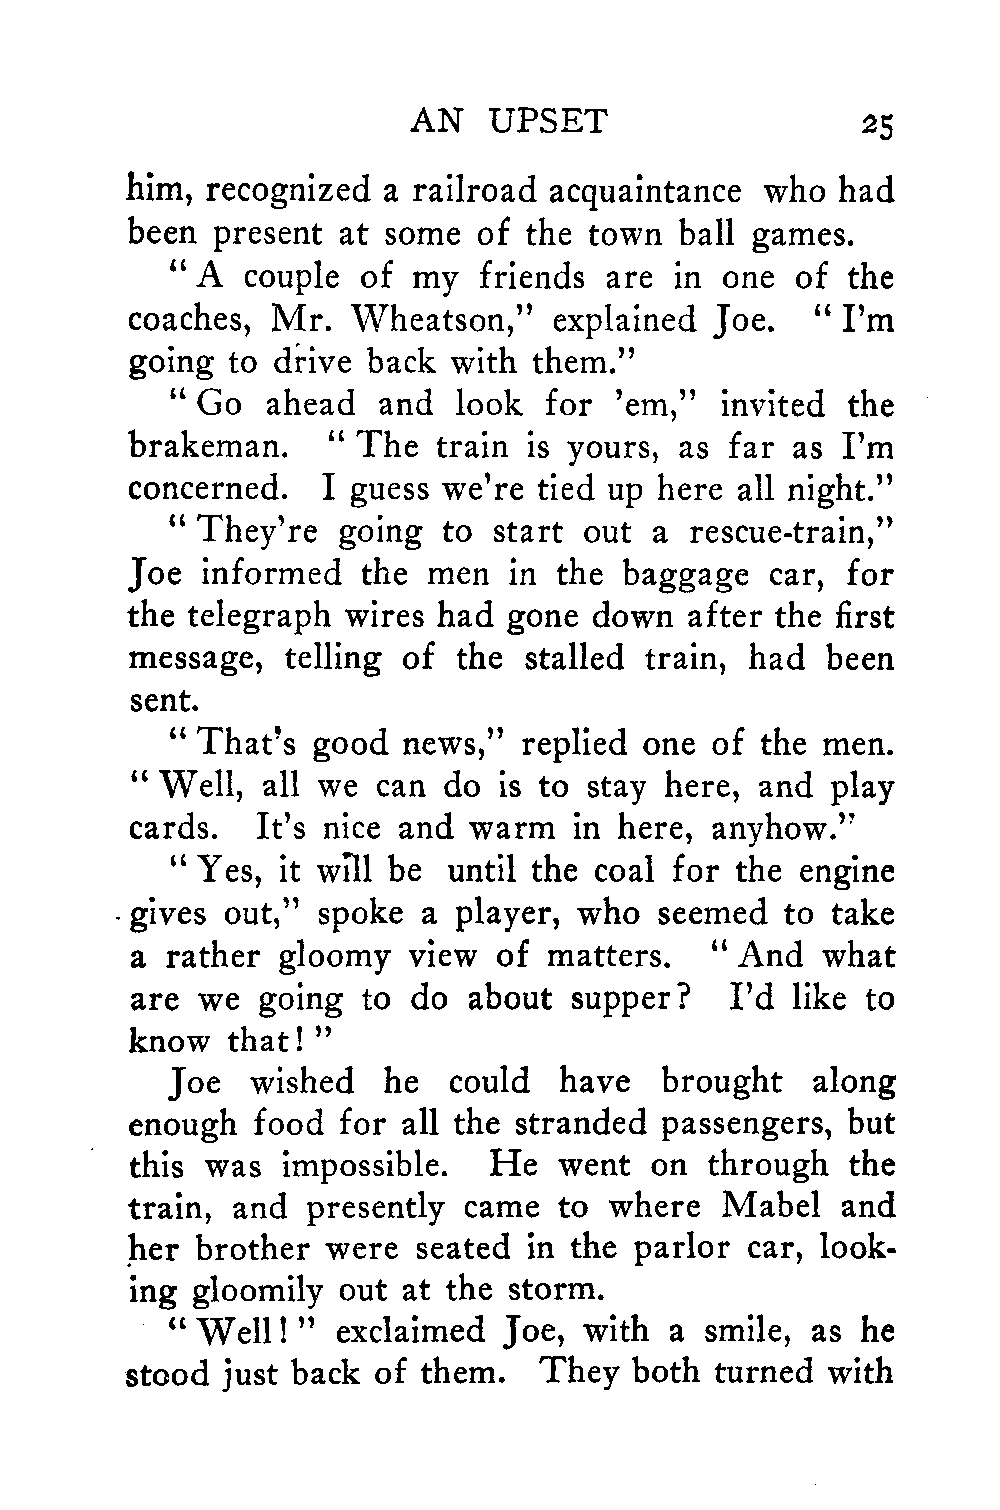 AN UPSET 25
him, recognized a railroad acquaintance who had
been present at some of the town ball games.
“ A couple of my friends are in one of the
coaches, Mr. Wheatson,” explained Joe. “ I’m
going to drive back with them.”
“ Go ahead and look for ’em,” invited the
brakeman. “ The train is yours, as far as I’m
concerned. I guess we’re tied up here all night.”
“ They’re going to start out a rescue-train,”
Joe informed the men in the baggage car, for
the telegraph wires had gone down after the first
message, telling of the stalled train, had been
sent.
“ That’s good news,” replied one of the men.
“ Well, all we can do is to stay here, and play
cards. It’s nice and warm in here, anyhow.”
“ Yes, it will be until the coal for the engine
gives out,” spoke a player, who seemed to take
a rather gloomy view of matters. “ And what
are we going to do about supper? I’d like to
know that! ”
Joe wished he could have brought along
enough food for all the stranded passengers, but
this was impossible. He went on through the
train, and presently came to where Mabel and
her brother were seated in the parlor car, look-
ing gloomily out at the storm.
“ Well! ” exclaimed Joe, with a smile, as he
stood just back of them. They both turned with